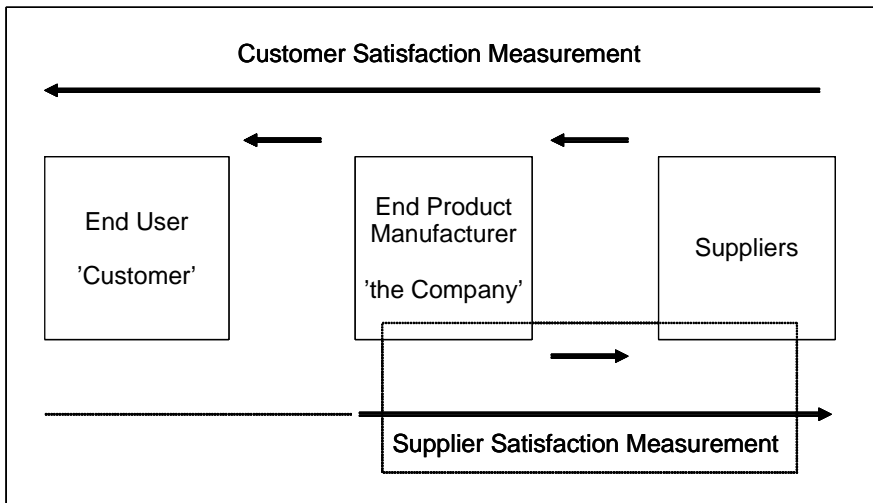 Customer Satisfaction Measurement
End User
'Customer'
End Product
Manufacturer
’the Company’
Suppliers
Supplier Satisfaction Measurement